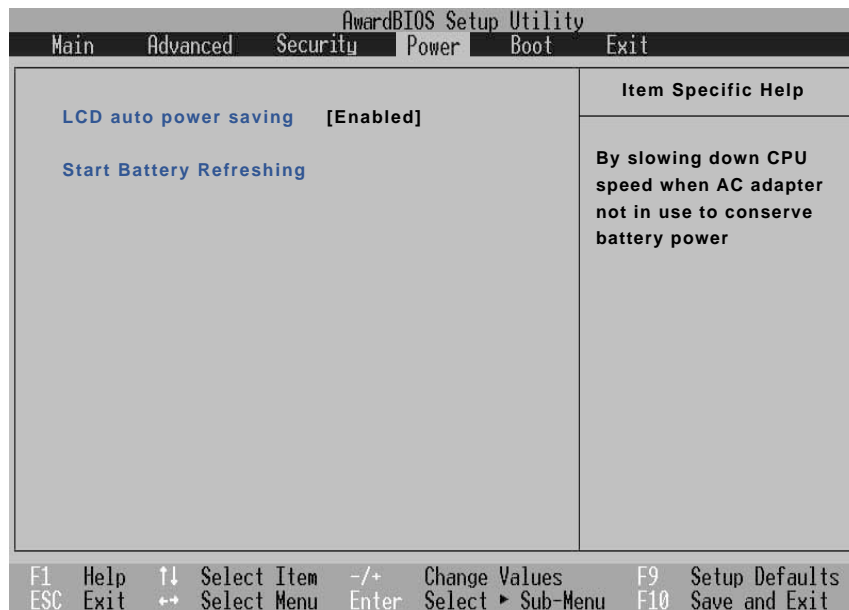 AwardBIOS Setup Utility
Main Advanced Security Power Boot Exit
LCD auto power saving [Enabled]
Start Battery Refreshing
Item Specific Help
By slowing down CPU
speed when AC adapter
not in use to conserve
battery power
F1 Help ↑↓ Select Item -/+ Change Values F9 Setup Defaults
ESC Exit ←→ Select Menu Enter Select ► Sub-Menu F10 Save and Exit